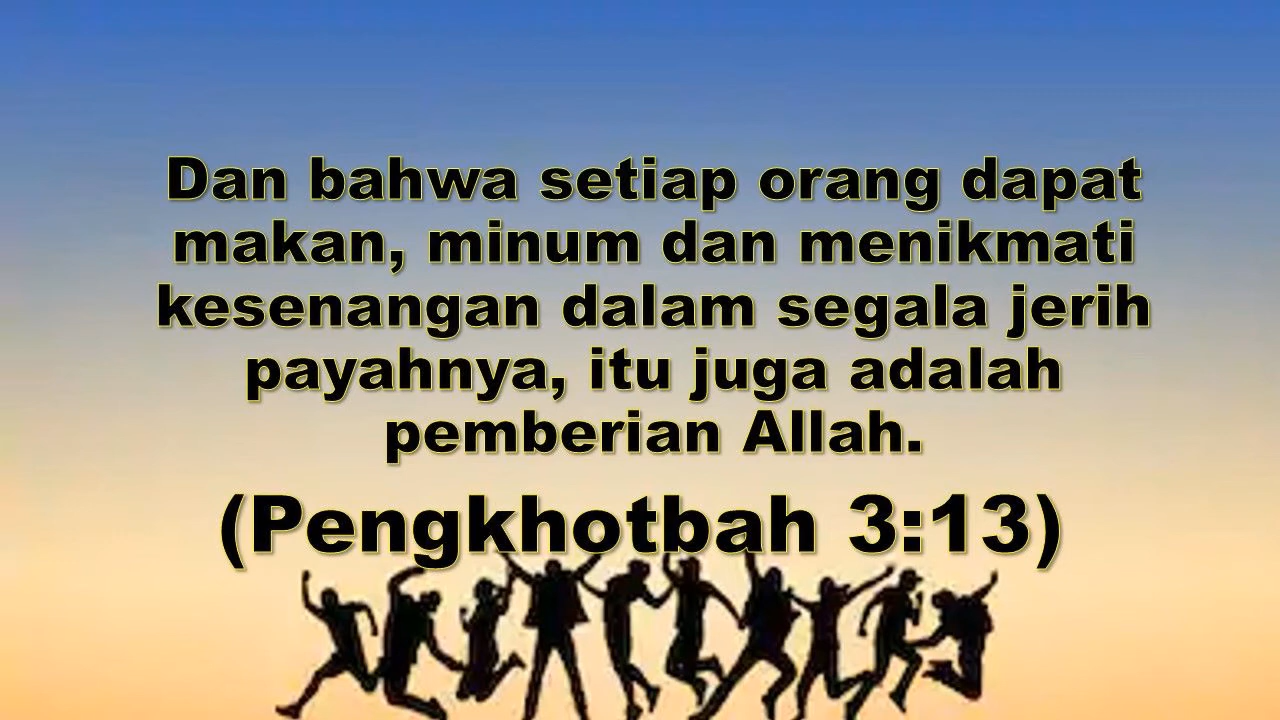 Dan bahwa setiap orang dapat
makan, minum dan menikmati
kesenangan dalam segala jerih
payahnya, itu juga adalah
pemberian Allah.
(Pengkhotbah 3:13)